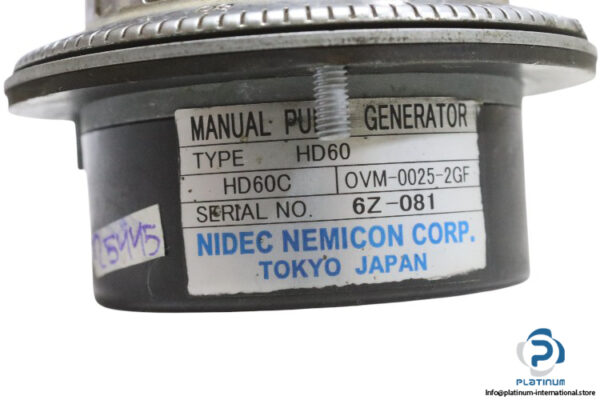 MANUAL PU GENERATOR
TYPE HD60
HD60C OVM-0025-2GF
SERIAL NO. 6Z-081
NIDEC NEMICON CORP.
TOKYO JAPAN
PLATINUM
Info@platinum-international.store